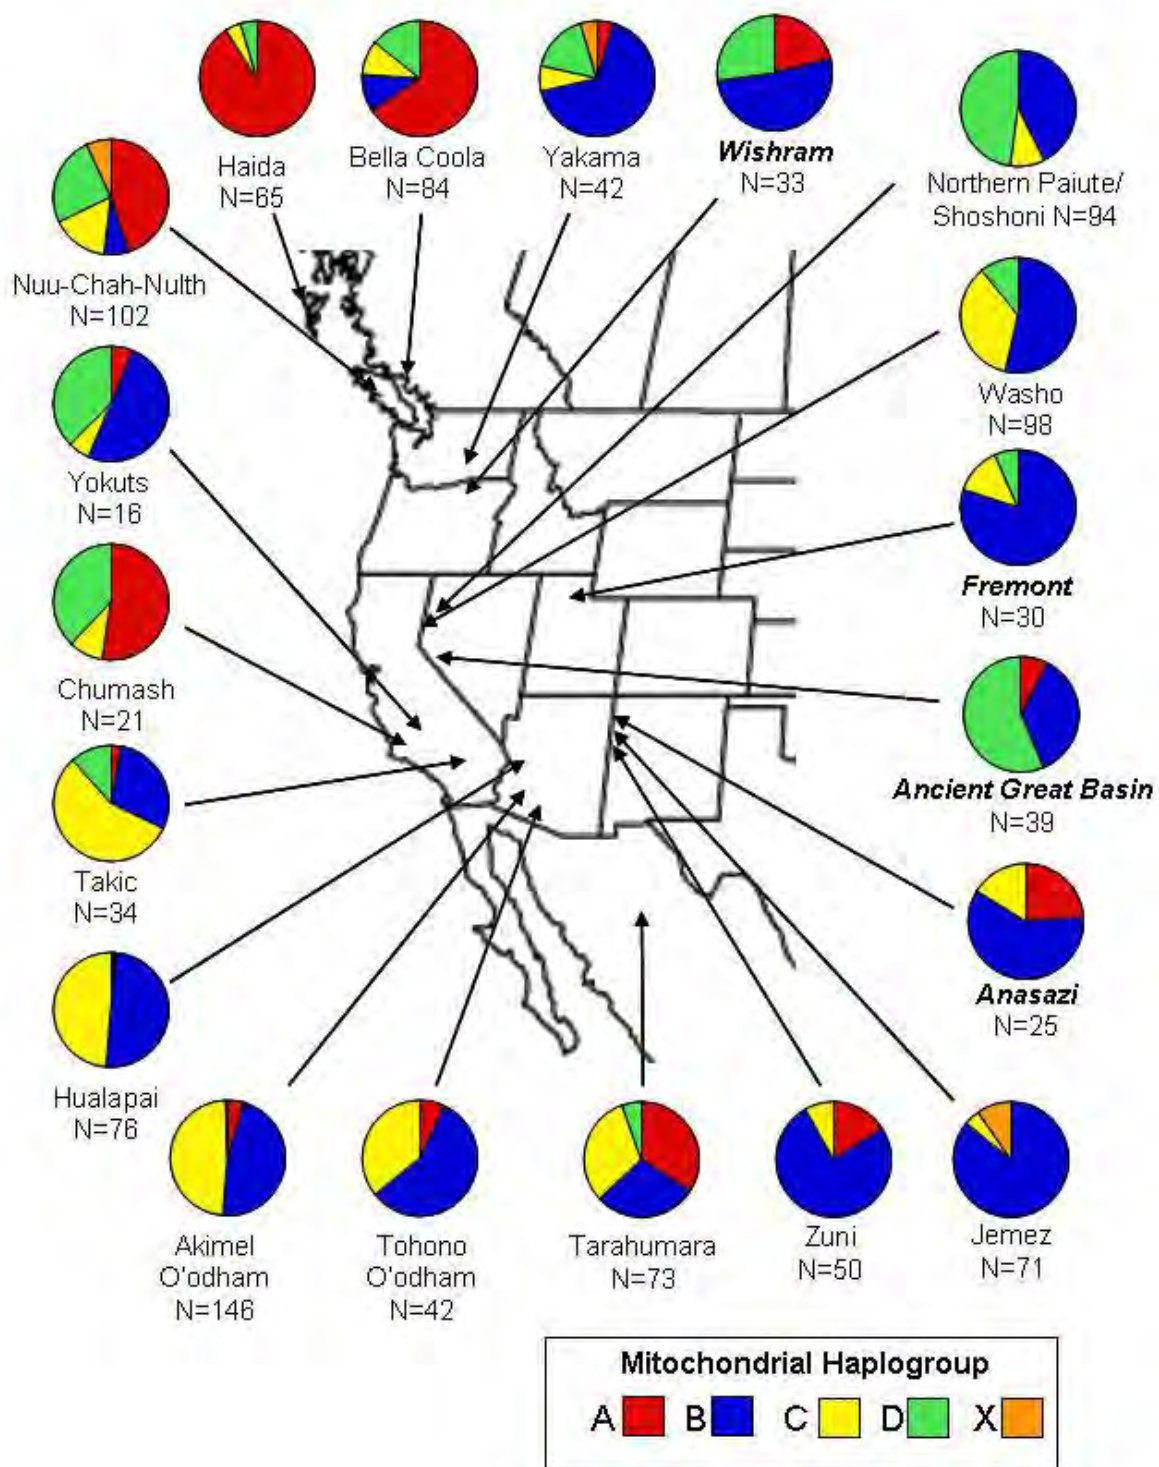 Haida
N=65
Bella Coola
N=84
Yakama
N=42
Wishram
N=33
Northern Paiute/
Shoshoni N=94
Nuu-Chah-Nulth
N=102
Washo
N=98
Yokuts
N=16
Fremont
N=30
Chumash
N=21
Ancient Great Basin
N=39
Takic
N=34
Anasazi
N=25
Hualapai
N=76
Akimel
O'odham
N=146
Tohono
O'odham
N=42
Tarahumara
N=73
Zuni
N=50
Jemez
N=71
Mitochondrial Haplogroup
A B C D X